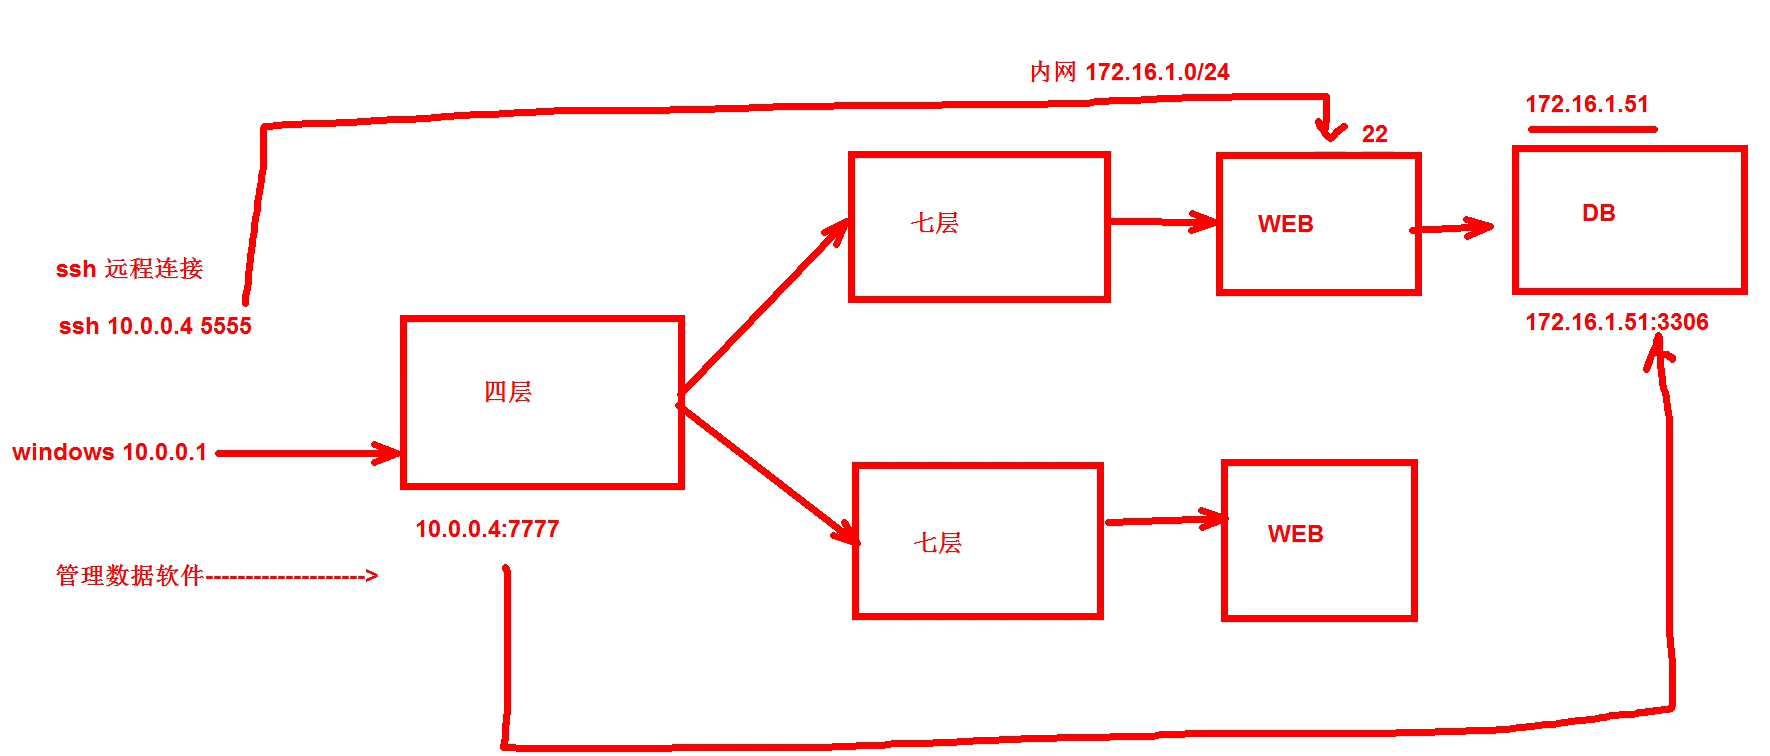 内网 172.16.1.0/24
172.16.1.51
22
七层
WEB
DB
ssh 远程连接
ssh 10.0.0.4 5555
172.16.1.51:3306
四层
windows 10.0.0.1
10.0.0.4:7777
七层
WEB
管理数据软件-------------------->